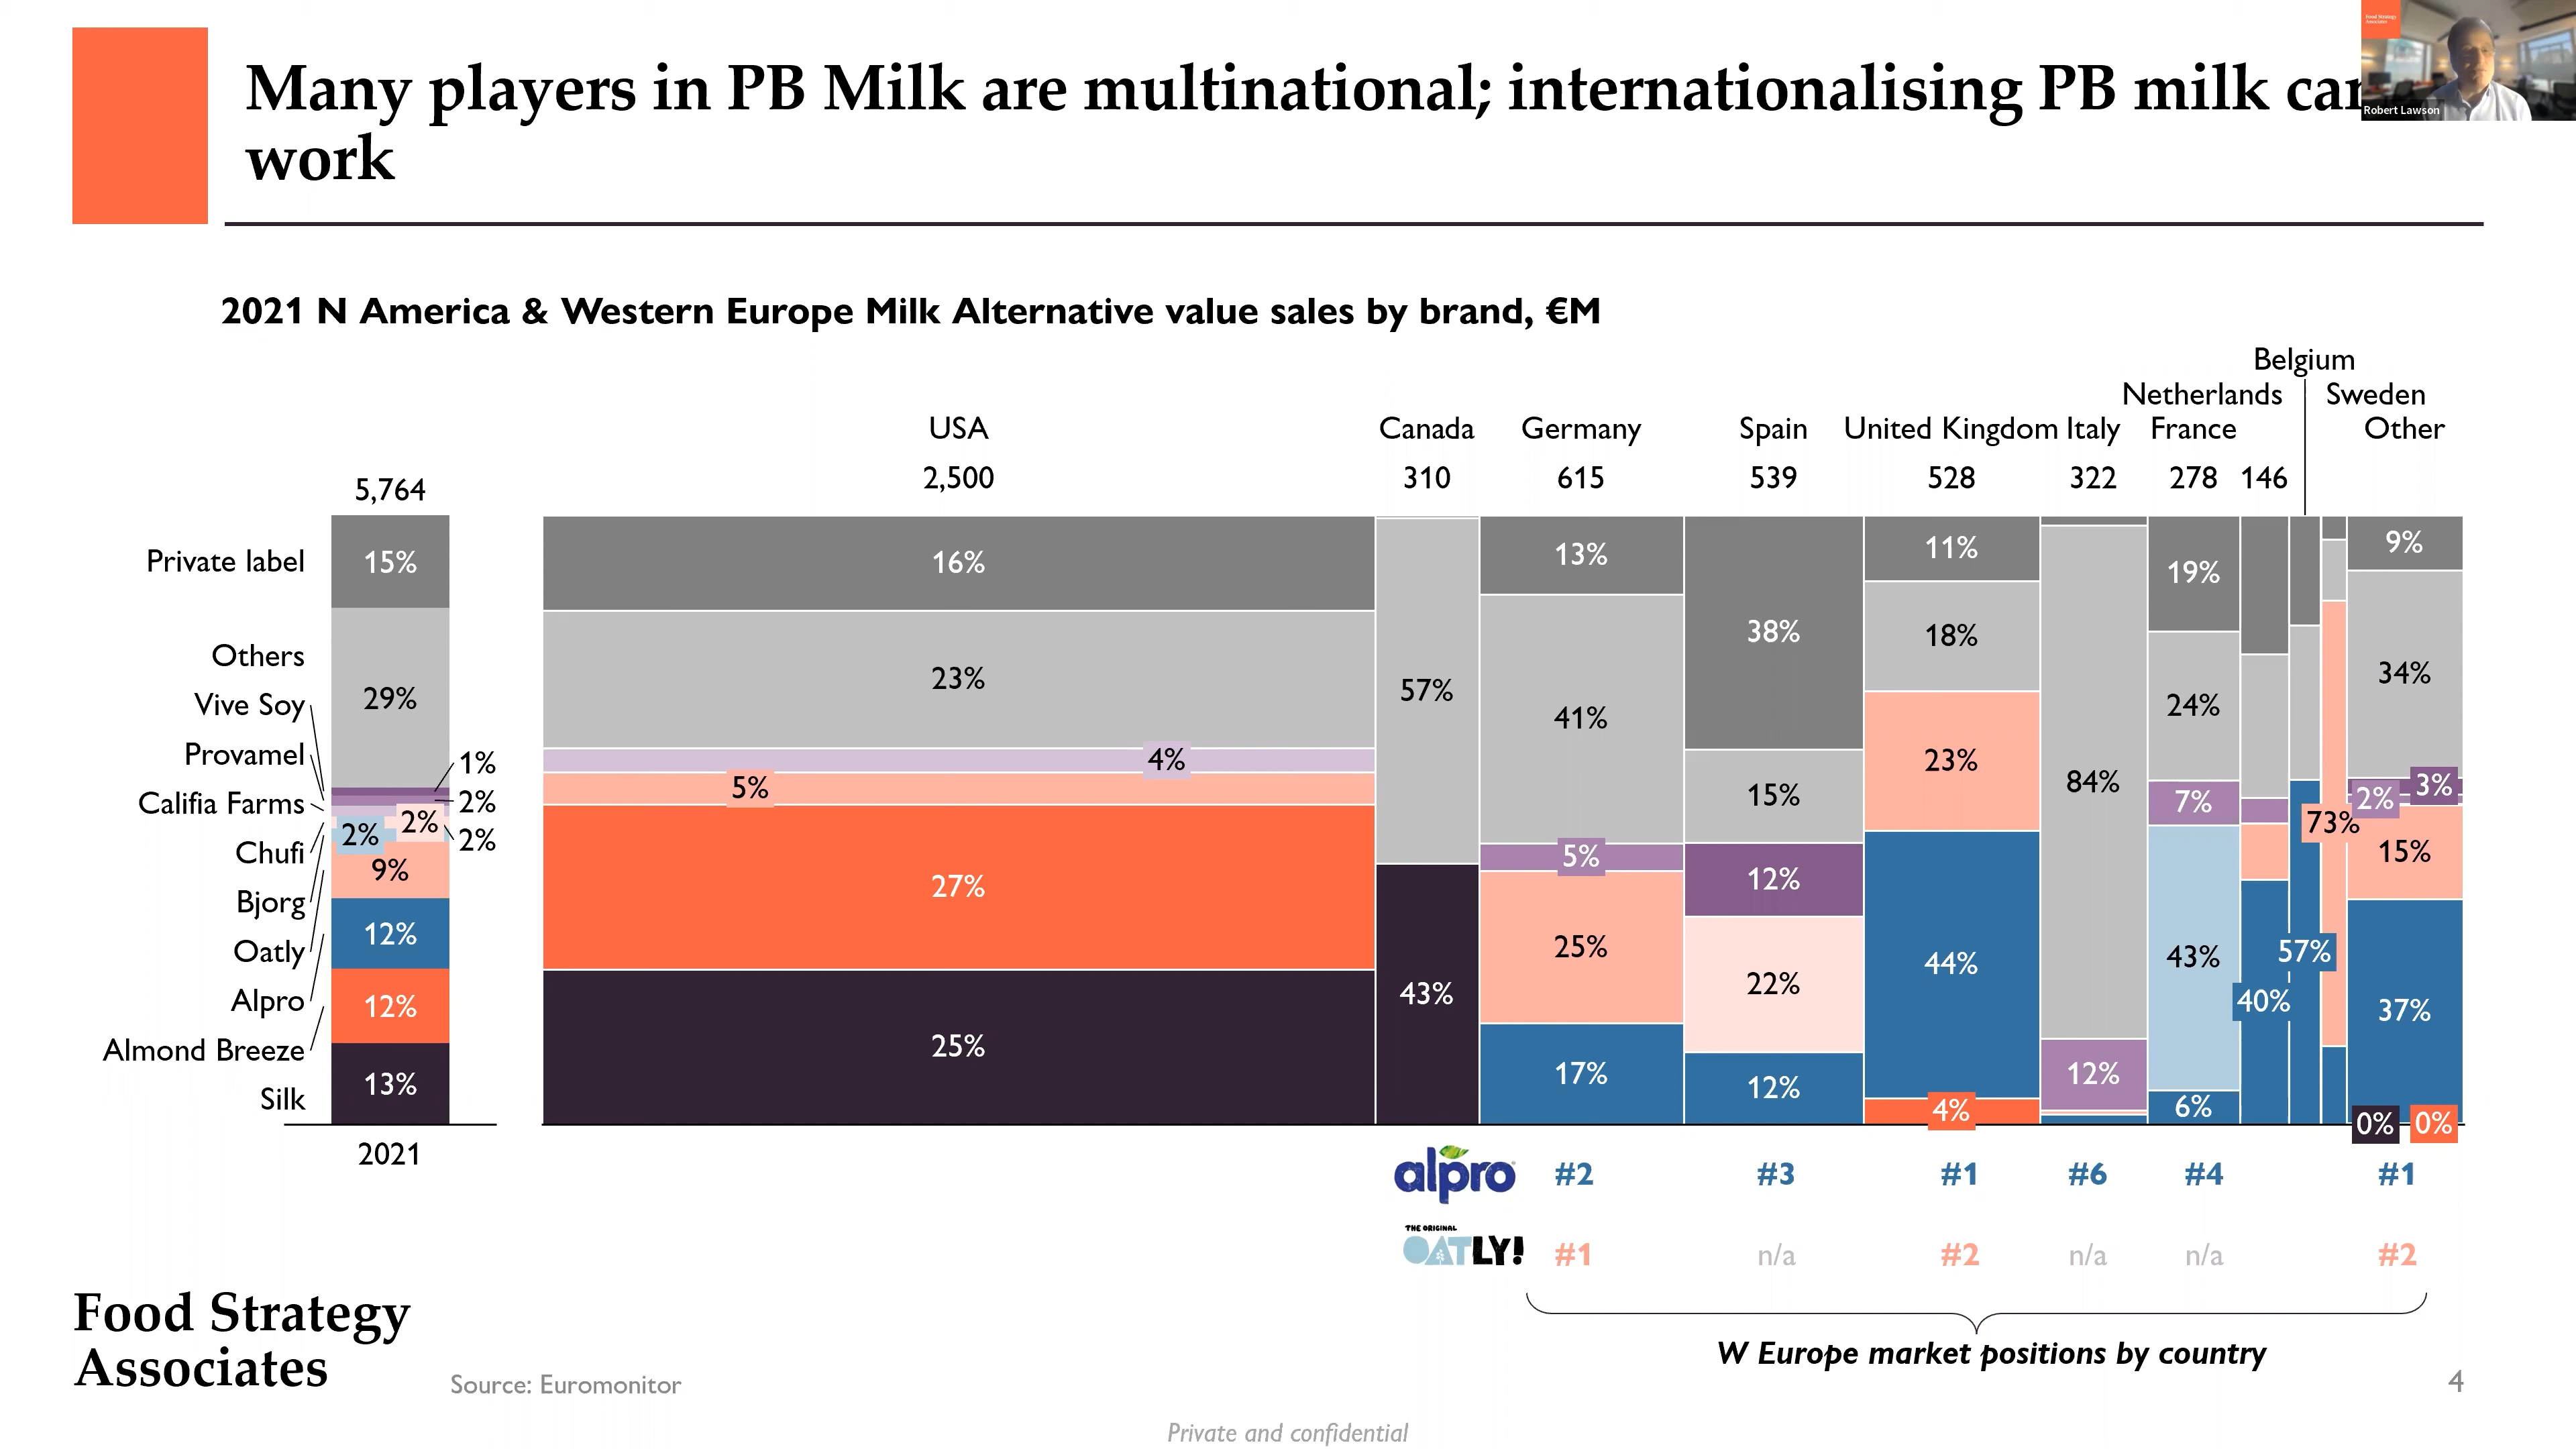 Many players in PB Milk are multinational; internationalising PB milk
work
Food Strategy
Associates
Robert Lawson
2021 N America & Western Europe Milk Alternative value sales by brand, €M
Belgium
Netherlands Sweden
USA Canada Germany Spain United Kingdom Italy France Other
5,764 2,500 310 615 539 528 322 278 146
Private label
Others
Vive Soy
Provamel
Califia Farms
Chufi
Bjorg
Oatly
Alpro
Almond Breeze
Silk
15%
29%
1%
2%
2%
2%
2%
9%
12%
12%
13%
2021
16%
23%
4%
5%
27%
25%
57%
43%
13%
41%
5%
25%
17%
38%
15%
12%
22%
12%
11%
18%
23%
44%
4%
84%
12%
19%
24%
7%
43%
6%
40%
57%
73%
9%
34%
3%
2%
15%
37%
0% 0%
alpro #2 #3 #1 #6 #4 #1
THE ORIGINAL
OATLY! #1 n/a #2 n/a n/a #2
W Europe market positions by country
Food Strategy
Associates
Source: Euromonitor
4
Private and confidential